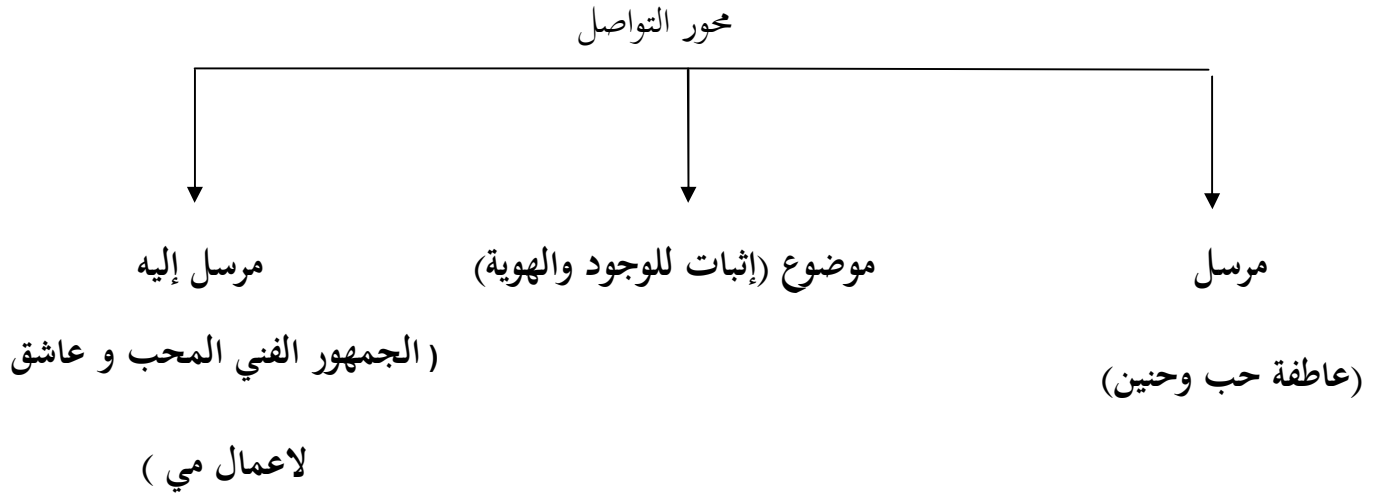 محور التواصل
مرسل
موضوع (إثبات للوجود والهوية)
مرسل إليه
(عاطفة حب وحنين)
( الجمهور الفني المحب و عاشق
لاعمال مي )